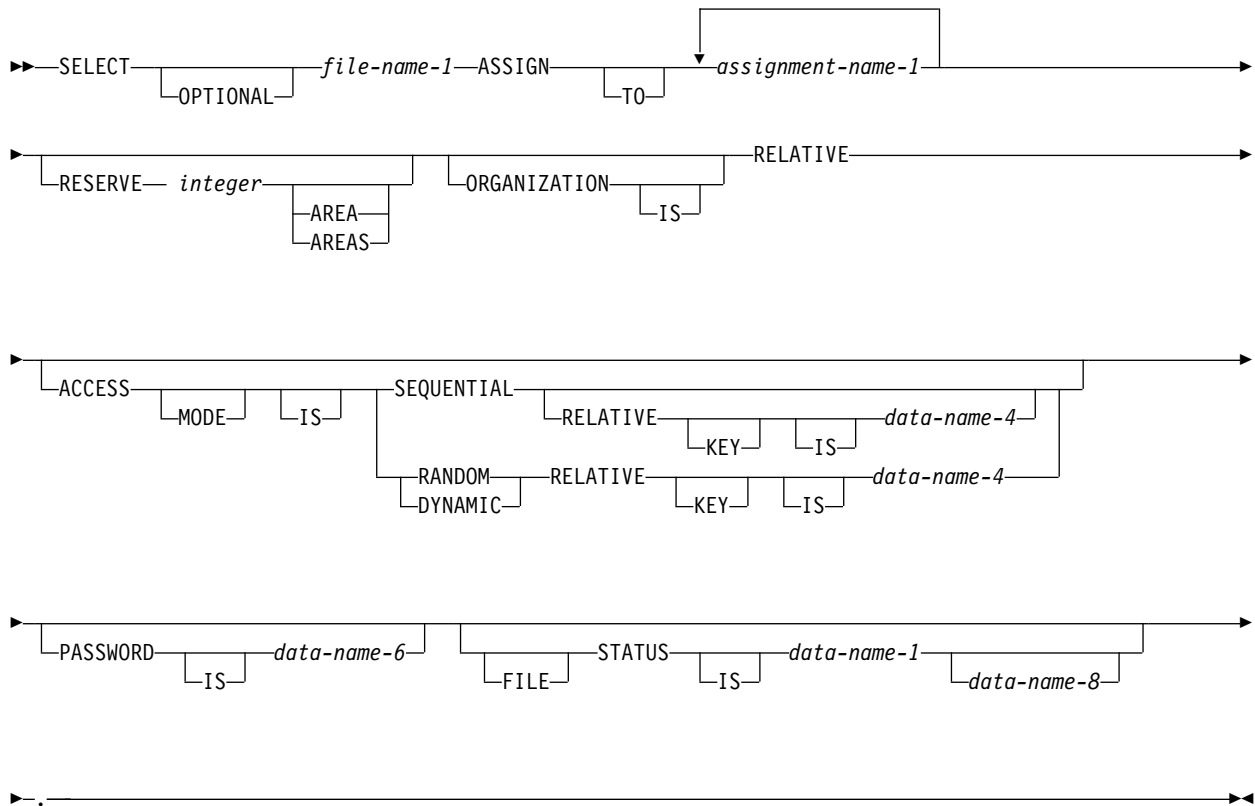 SELECT OPTIONAL file-name-1 ASSIGN TO assignment-name-1
RESERVE integer AREA AREAS ORGANIZATION IS RELATIVE
ACCESS MODE IS SEQUENTIAL RELATIVE KEY IS data-name-4
RANDOM DYNAMIC RELATIVE KEY IS data-name-4
PASSWORD IS data-name-6 FILE STATUS IS data-name-1 data-name-8
.